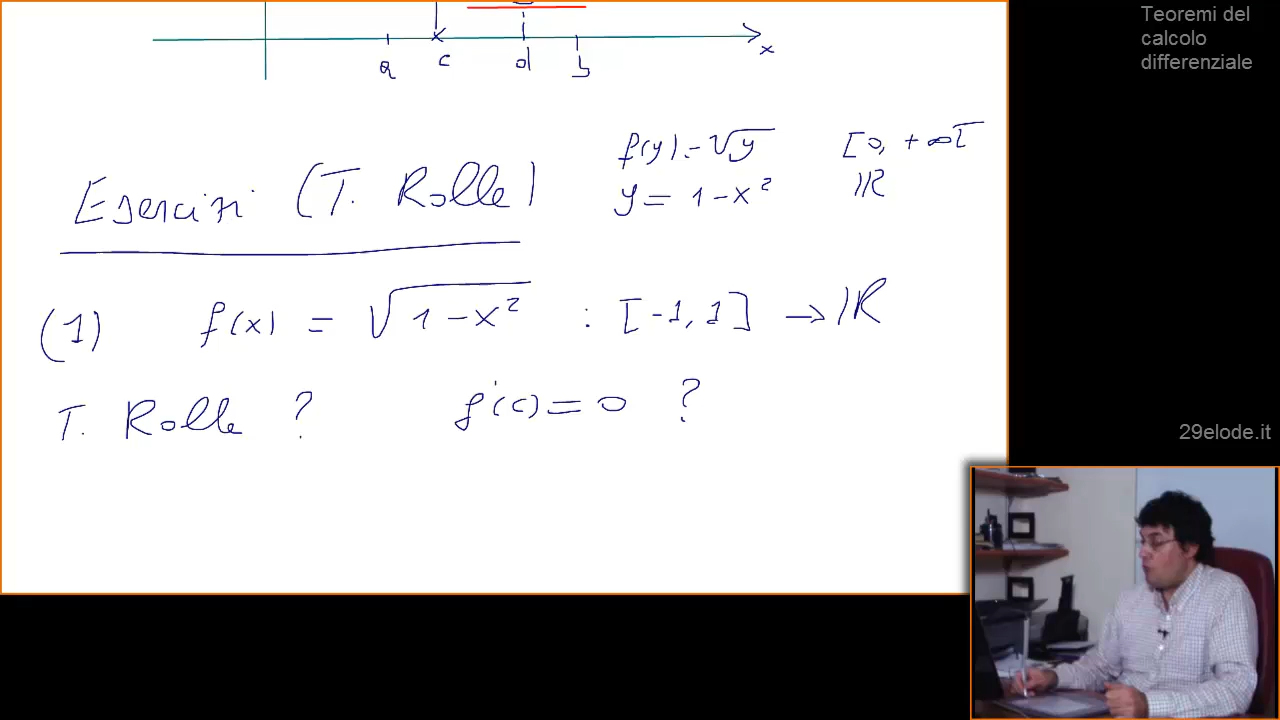 Teoremi del
calcolo
differenziale
a c d b x
f(y)=√y [0, +∞[
y = 1-x² ℝ
Esercizi (T. Rolle)
(1) f(x) = √1-x² : [-1, 1] → ℝ
T. Rolle ? f'(c)=0 ?
29elode.it